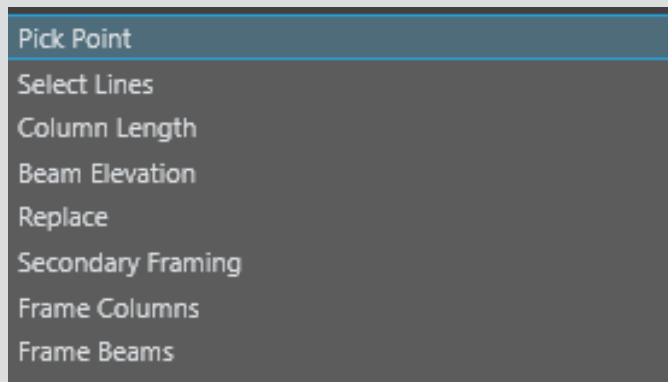 Pick Point
Select Lines
Column Length
Beam Elevation
Replace
Secondary Framing
Frame Columns
Frame Beams